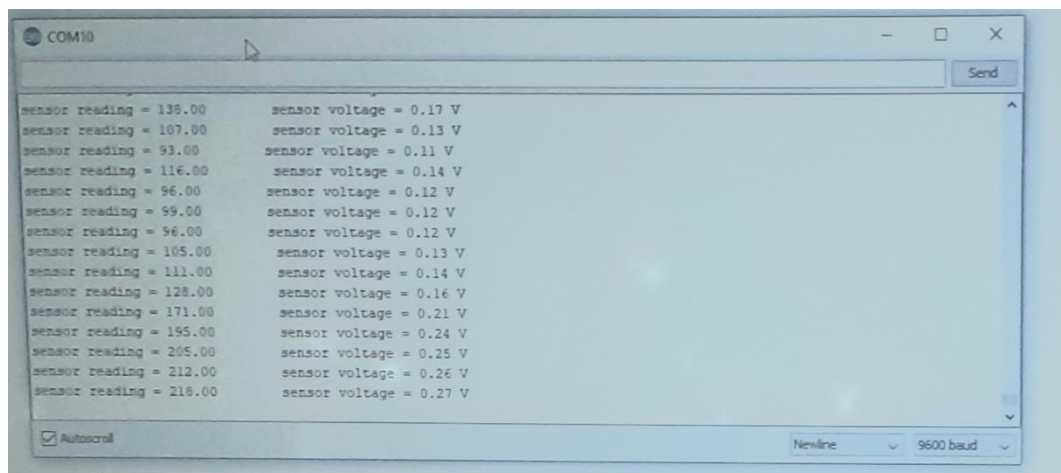 COM10
Send
sensor reading = 138.00 sensor voltage = 0.17 V
sensor reading = 107.00 sensor voltage = 0.13 V
sensor reading = 93.00 sensor voltage = 0.11 V
sensor reading = 116.00 sensor voltage = 0.14 V
sensor reading = 96.00 sensor voltage = 0.12 V
sensor reading = 99.00 sensor voltage = 0.12 V
sensor reading = 96.00 sensor voltage = 0.12 V
sensor reading = 105.00 sensor voltage = 0.13 V
sensor reading = 111.00 sensor voltage = 0.14 V
sensor reading = 128.00 sensor voltage = 0.16 V
sensor reading = 171.00 sensor voltage = 0.21 V
sensor reading = 195.00 sensor voltage = 0.24 V
sensor reading = 205.00 sensor voltage = 0.25 V
sensor reading = 212.00 sensor voltage = 0.26 V
sensor reading = 218.00 sensor voltage = 0.27 V
Autoscroll Newline 9600 baud